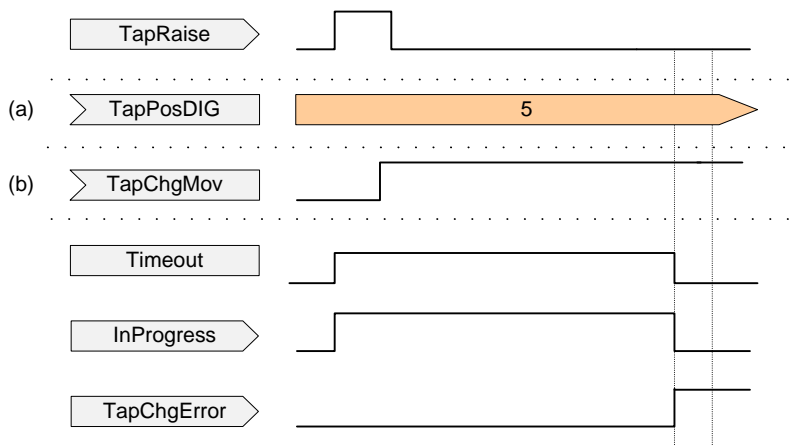 TapRaise
(a) TapPosDIG 5
(b) TapChgMov
Timeout
InProgress
TapChgError